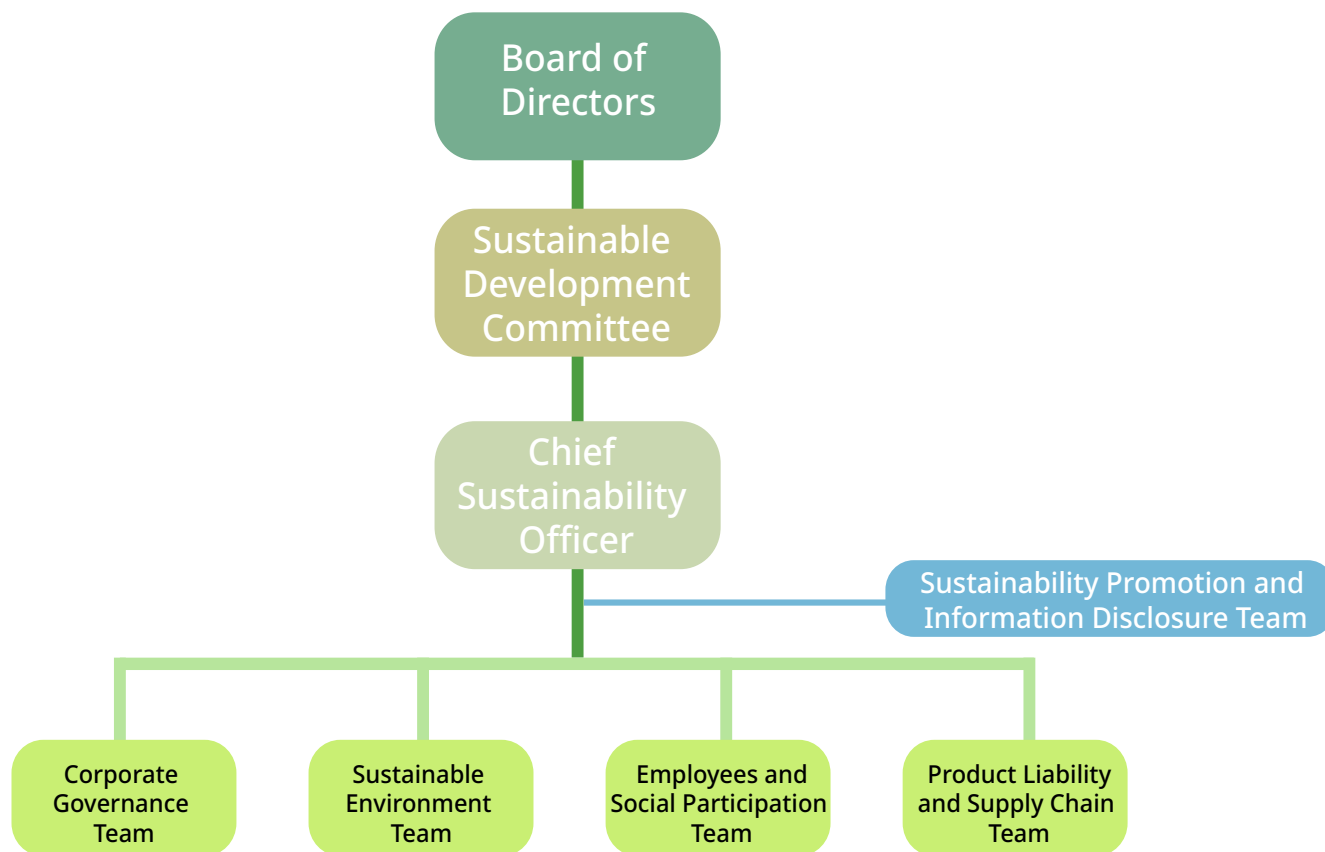 Board of
Directors
Sustainable
Development
Committee
Chief
Sustainability
Officer
Sustainability Promotion and
Information Disclosure Team
Corporate
Governance
Team
Sustainable
Environment
Team
Employees and
Social Participation
Team
Product Liability
and Supply Chain
Team